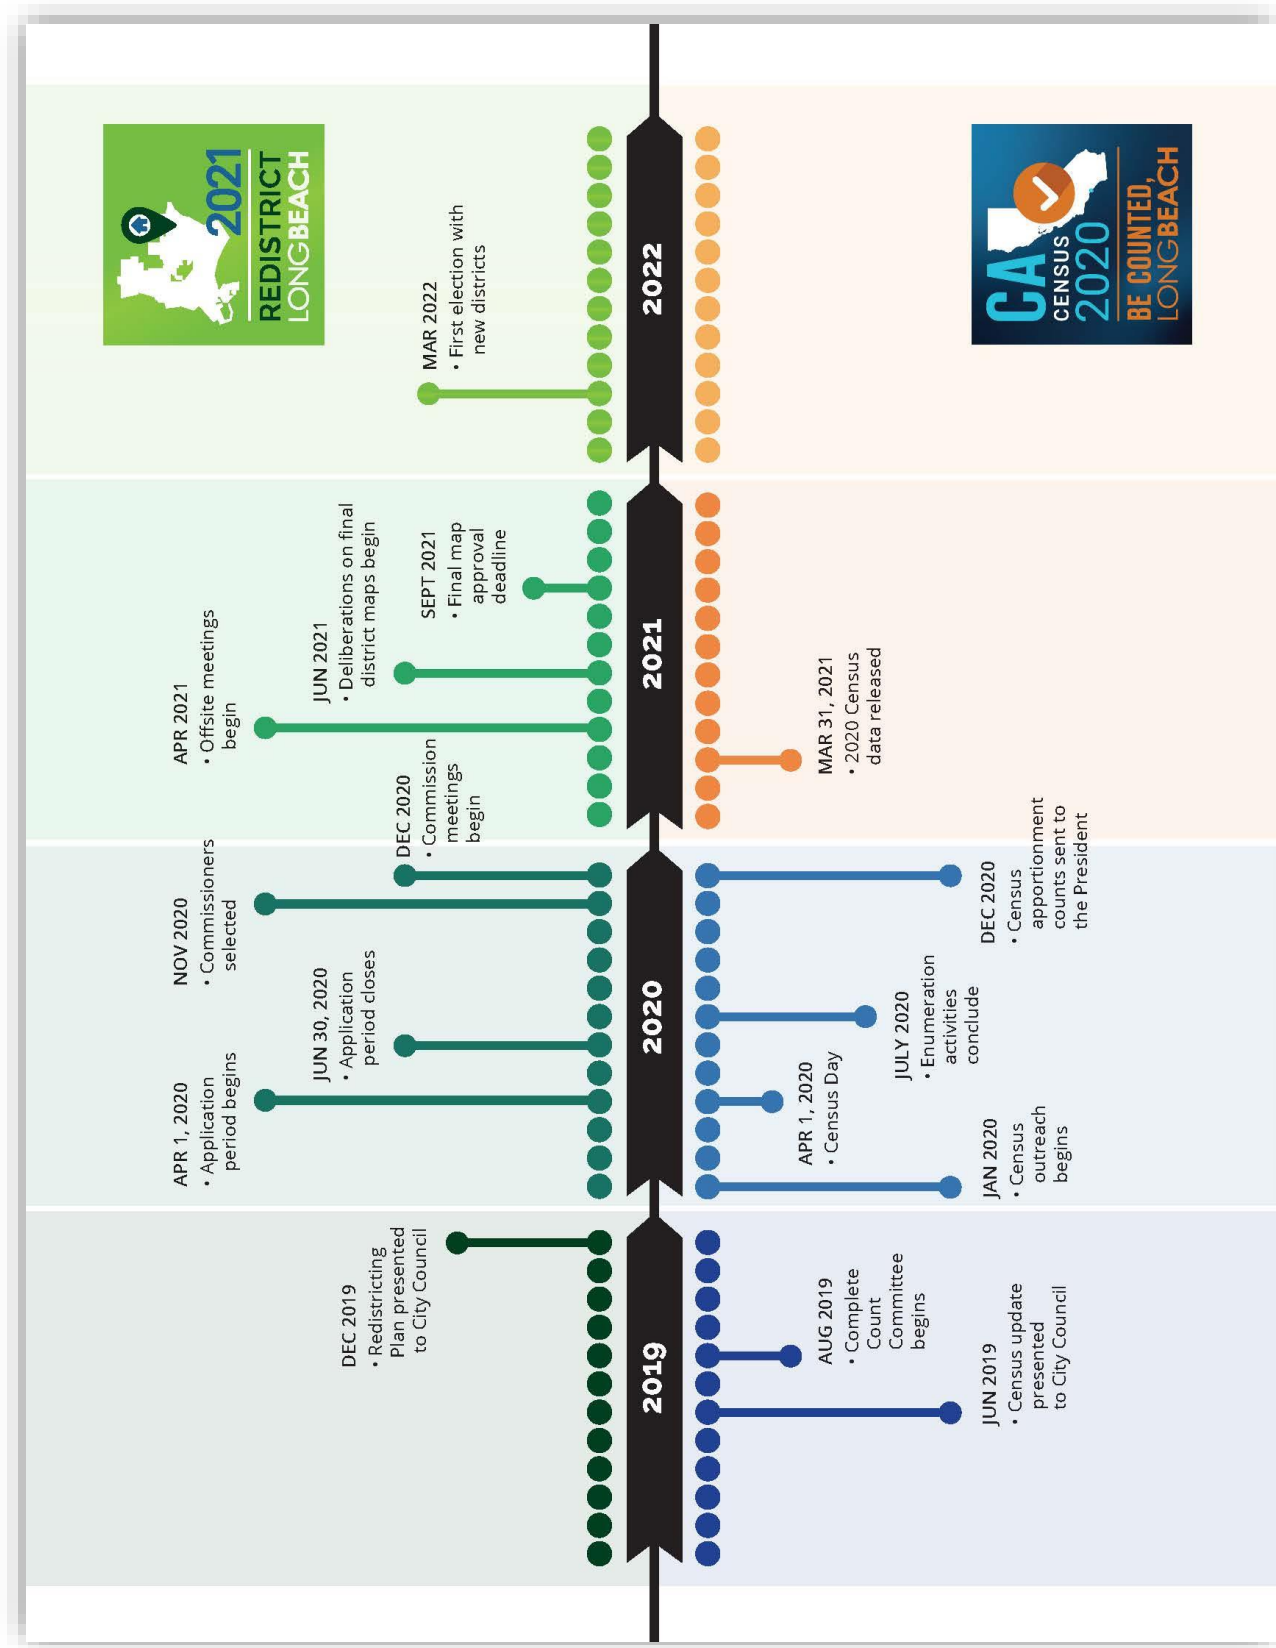 DEC 2019
• Redistricting
Plan presented
to City Council
APR 1, 2020
• Application
period begins
JUN 30, 2020
• Application
period closes
NOV 2020
• Commissioners
selected
DEC 2020
• Commission
meetings
begin
APR 2021
• Offsite meetings
begin
JUN 2021
• Deliberations on final
district maps begin
SEPT 2021
• Final map
approval
deadline
MAR 2022
• First election with
new districts
2021
REDISTRICT
LONGBEACH
2019
2020
2021
2022
JUN 2019
• Census update
presented
to City Council
AUG 2019
• Complete
Count
Committee
begins
JAN 2020
• Census
outreach
begins
APR 1, 2020
• Census Day
JULY 2020
• Enumeration
activities
conclude
DEC 2020
• Census
apportionment
counts sent to
the President
MAR 31, 2021
• 2020 Census
data released
CA
CENSUS
2020
BE COUNTED,
LONGBEACH